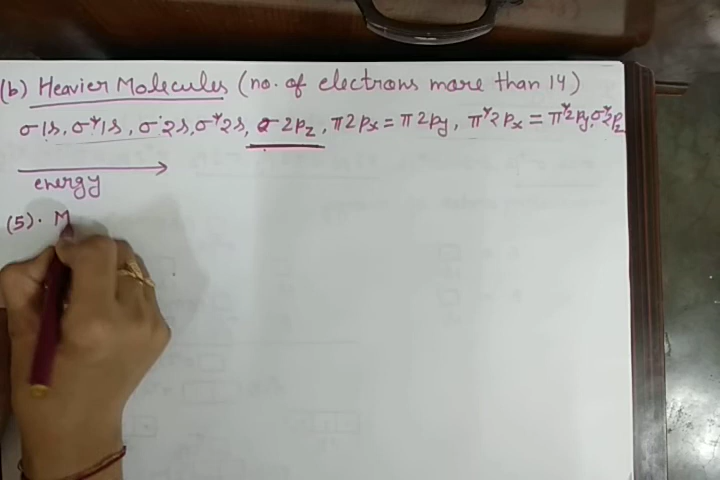 (b) Heavier Molecules (no. of electrons more than 14)
σ1s, σ*1s, σ2s, σ*2s, σ2pz, π2px = π2py, π*2px = π*2py, σ*2pz
energy
(5). M